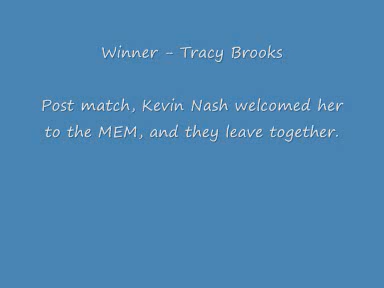 Winner - Tracy Brooks
Post match, Kevin Nash welcomed her
to the MEM, and they leave together.